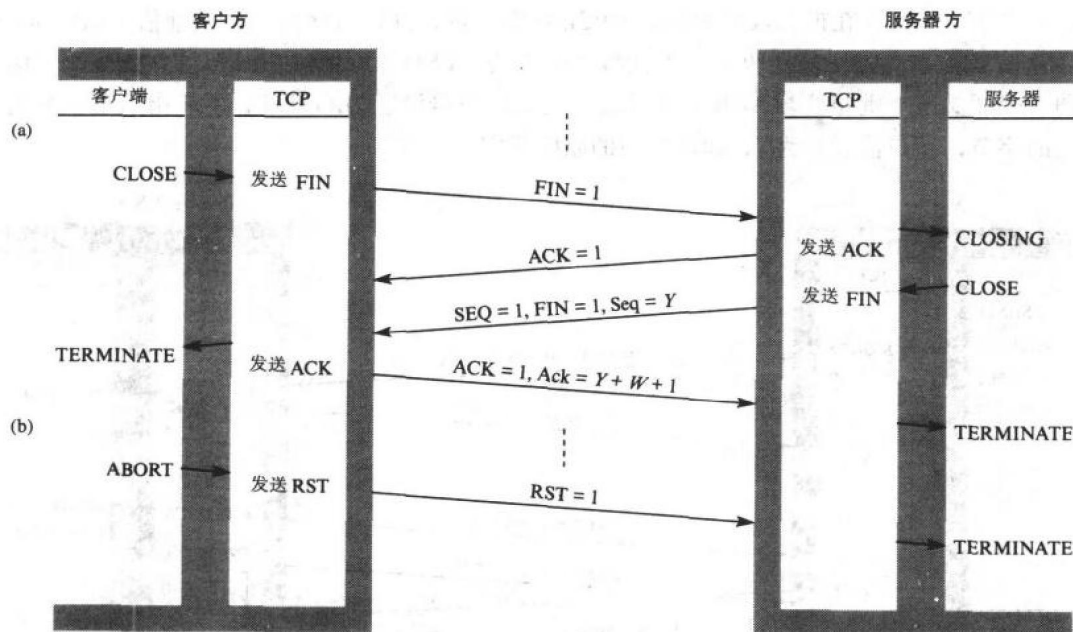 客户方
服务器方
客户端
TCP
TCP
服务器
(a)
CLOSE
发送 FIN
FIN = 1
CLOSING
ACK = 1
发送 ACK
发送 FIN
CLOSE
SEQ = 1, FIN = 1, Seq = Y
TERMINATE
发送 ACK
ACK = 1, Ack = Y + W + 1
(b)
TERMINATE
ABORT
发送 RST
RST = 1
TERMINATE